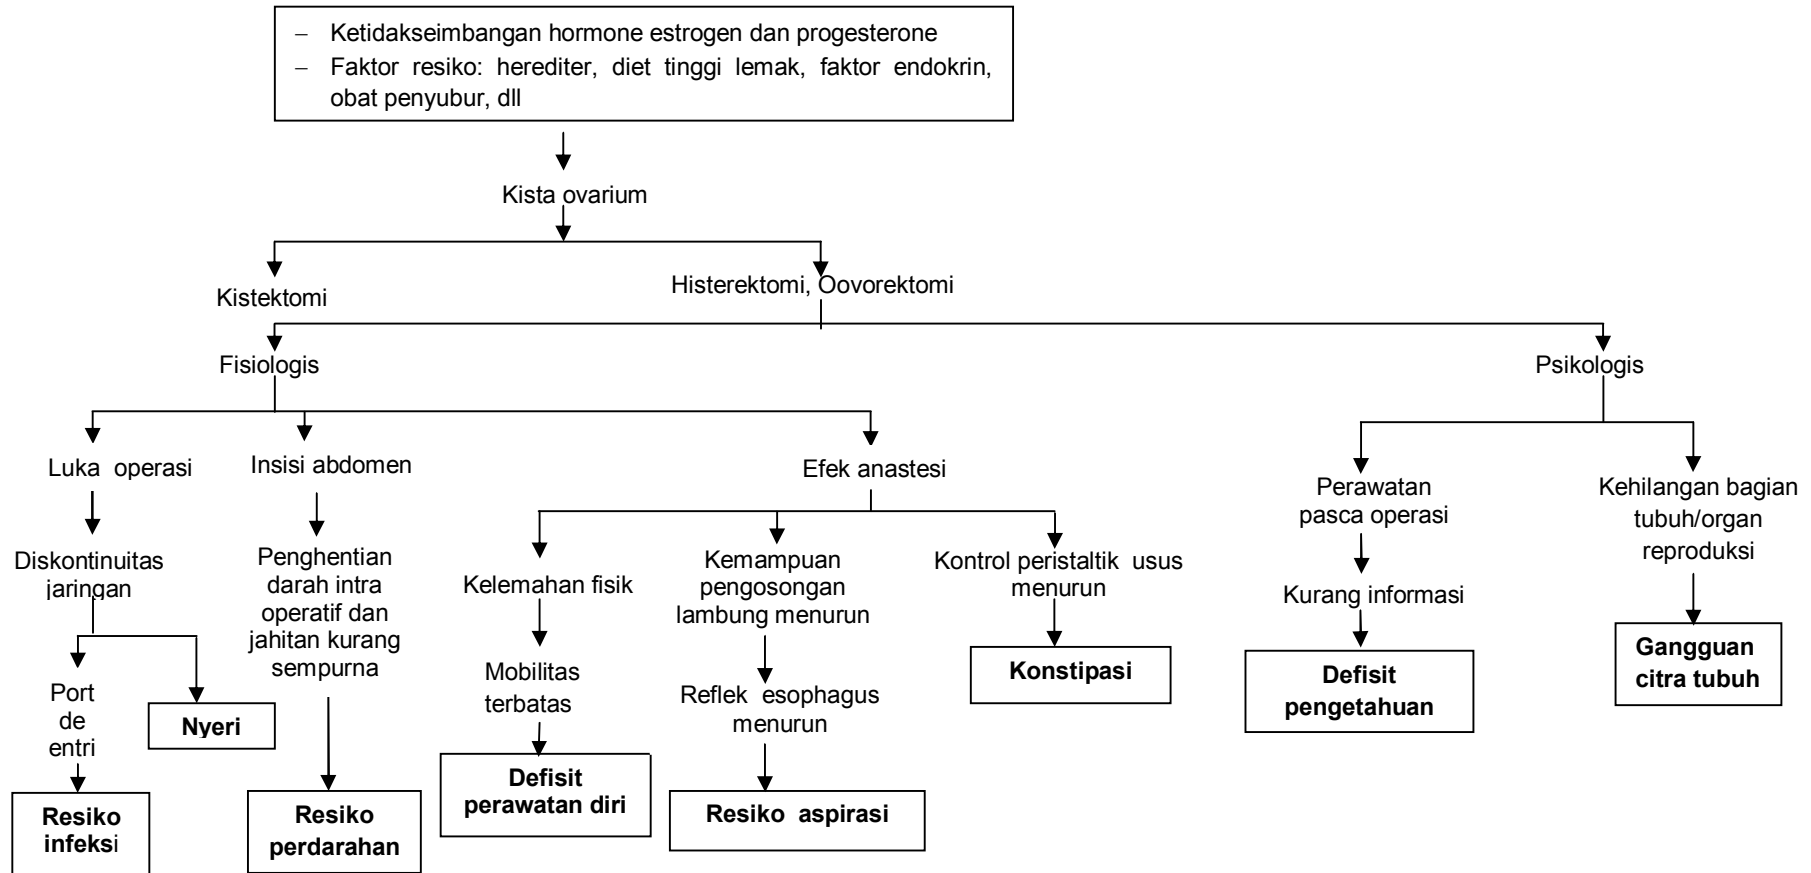 – Ketidakseimbangan hormone estrogen dan progesterone
– Faktor resiko: herediter, diet tinggi lemak, faktor endokrin,
obat penyubur, dll
Kista ovarium
Kistektomi
Histerektomi, Oovorektomi
Fisiologis
Psikologis
Luka operasi
Insisi abdomen
Efek anastesi
Perawatan
pasca operasi
Kehilangan bagian
tubuh/organ
reproduksi
Diskontinuitas
jaringan
Penghentian
darah intra
operatif dan
jahitan kurang
sempurna
Kelemahan fisik
Kemampuan
pengosongan
lambung menurun
Kontrol peristaltik usus
menurun
Kurang informasi
Gangguan
citra tubuh
Port
de
entri
Nyeri
Mobilitas
terbatas
Reflek esophagus
menurun
Konstipasi
Defisit
pengetahuan
Resiko
infeksi
Resiko
perdarahan
Defisit
perawatan diri
Resiko aspirasi